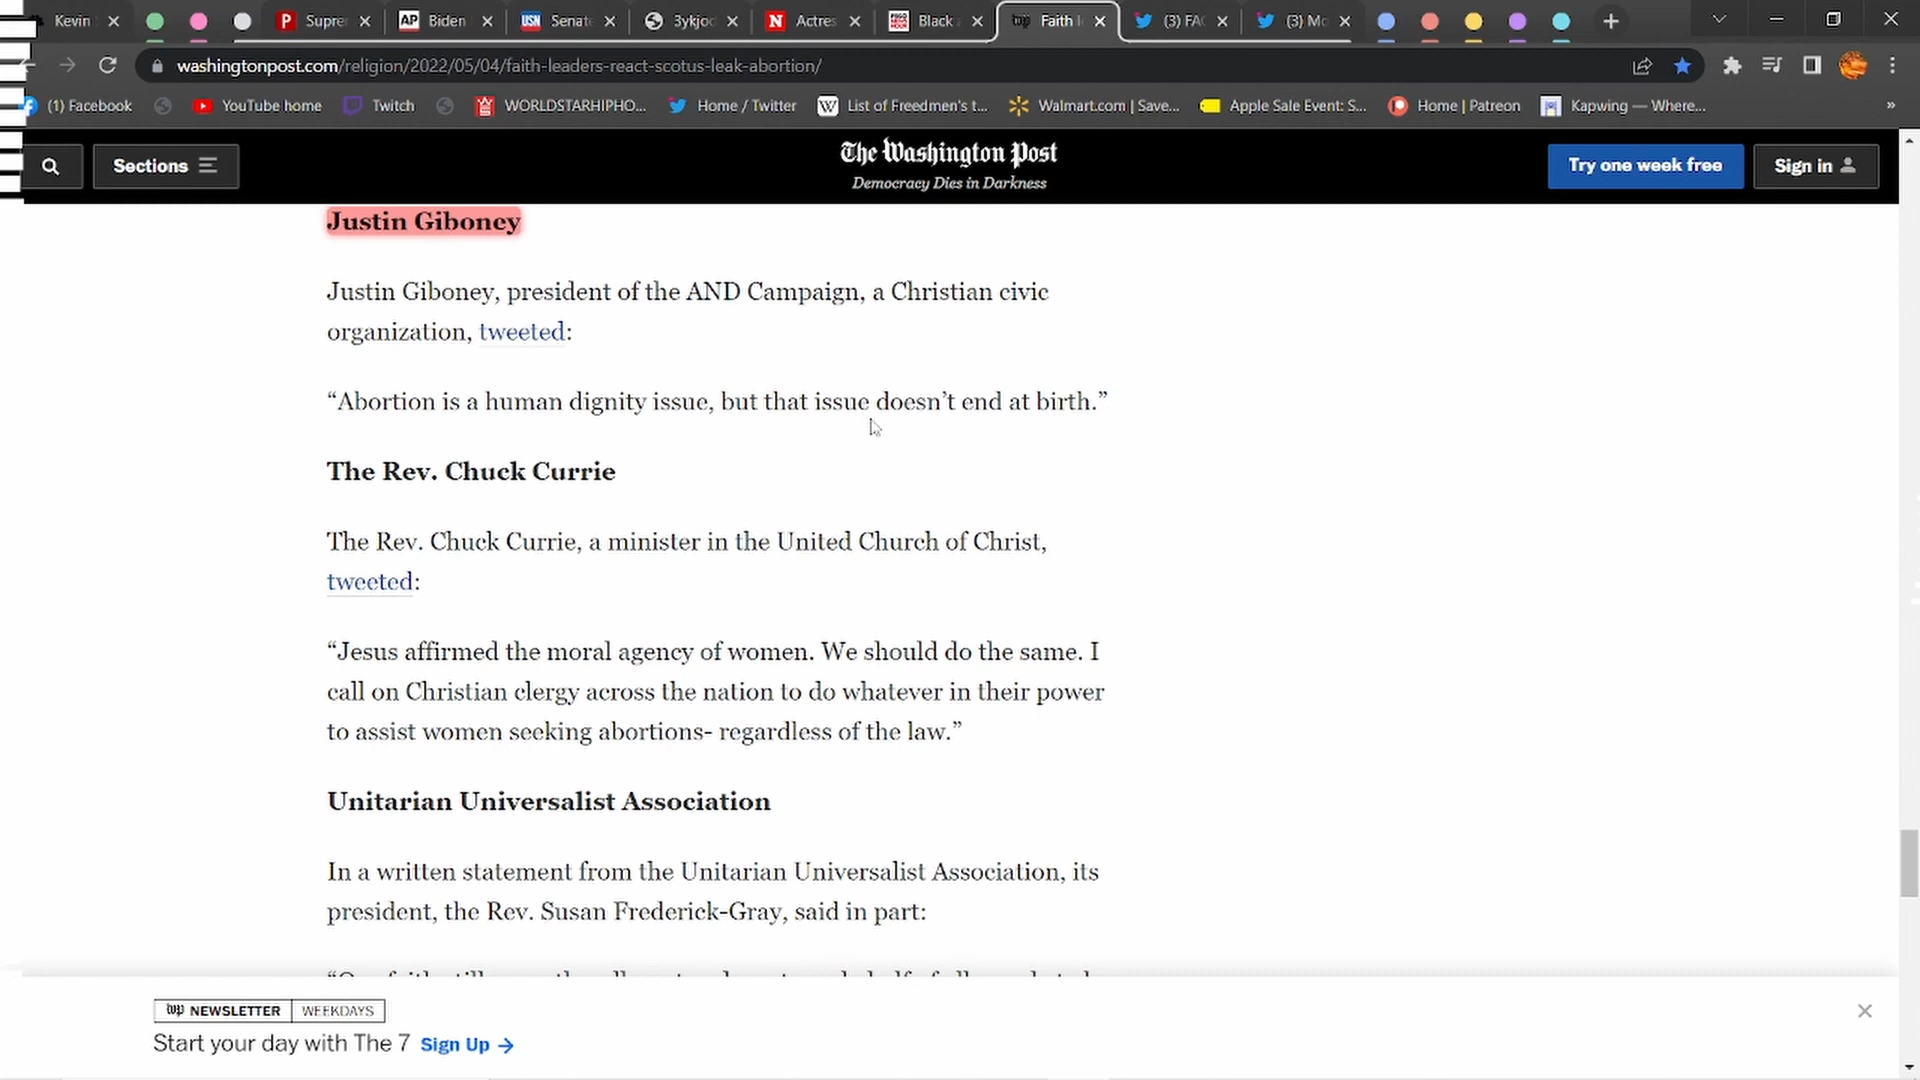 Kevin
Supre
AP Biden
USN Senate
3ykjoc
N Actres
Black
wp Faith l
(3) FA
(3) Mo
washingtonpost.com/religion/2022/05/04/faith-leaders-react-scotus-leak-abortion/
(1) Facebook
YouTube home
Twitch
WORLDSTARHIPHO...
Home / Twitter
W List of Freedmen's t...
Walmart.com | Save...
Apple Sale Event: S...
Home | Patreon
Kapwing — Where...
»
Sections
The Washington Post
Democracy Dies in Darkness
Try one week free
Sign in
Justin Giboney
Justin Giboney, president of the AND Campaign, a Christian civic
organization, tweeted:
“Abortion is a human dignity issue, but that issue doesn’t end at birth.”
The Rev. Chuck Currie
The Rev. Chuck Currie, a minister in the United Church of Christ,
tweeted:
“Jesus affirmed the moral agency of women. We should do the same. I
call on Christian clergy across the nation to do whatever in their power
to assist women seeking abortions- regardless of the law.”
Unitarian Universalist Association
In a written statement from the Unitarian Universalist Association, its
president, the Rev. Susan Frederick-Gray, said in part:
wp NEWSLETTER WEEKDAYS
Start your day with The 7 Sign Up →